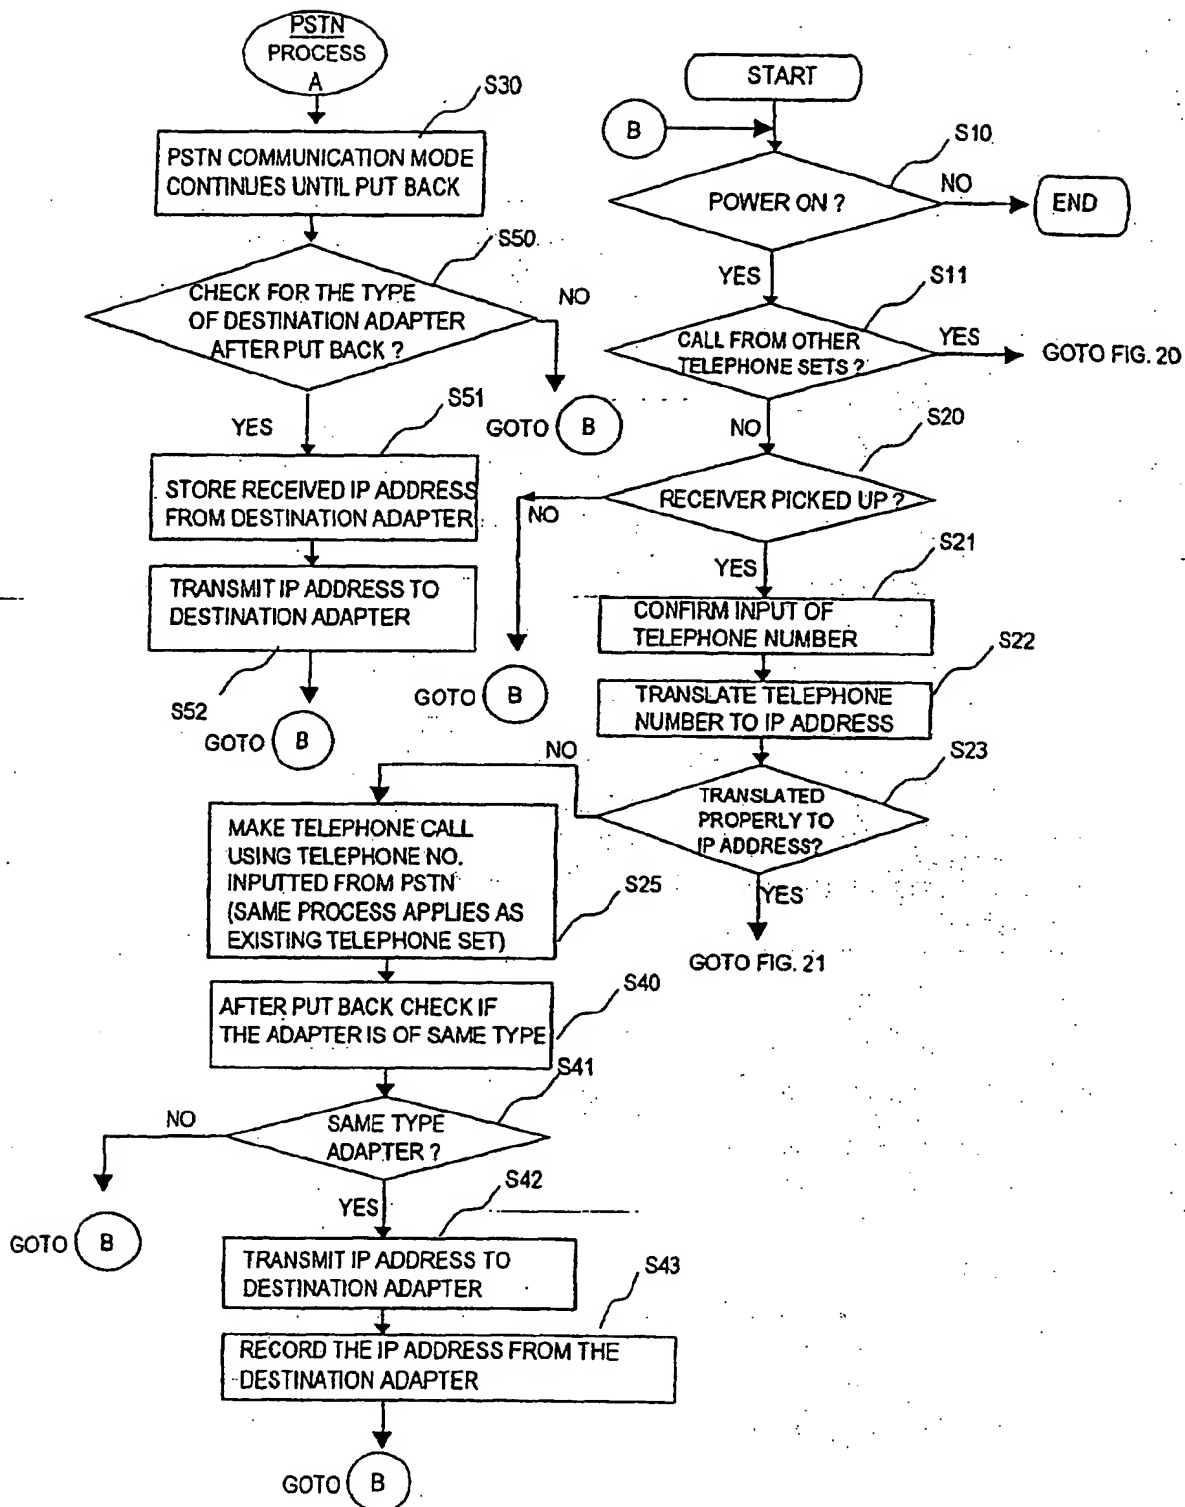 PSTN
PROCESS
A
S30
PSTN COMMUNICATION MODE
CONTINUES UNTIL PUT BACK
S50
CHECK FOR THE TYPE
OF DESTINATION ADAPTER
AFTER PUT BACK ?
NO
GOTO B
YES
S51
STORE RECEIVED IP ADDRESS
FROM DESTINATION ADAPTER
TRANSMIT IP ADDRESS TO
DESTINATION ADAPTER
S52
GOTO B
START
B
S10
POWER ON ?
NO
END
YES
S11
CALL FROM OTHER
TELEPHONE SETS ?
YES
GOTO FIG. 20
NO
S20
RECEIVER PICKED UP ?
NO
GOTO B
YES
S21
CONFIRM INPUT OF
TELEPHONE NUMBER
S22
TRANSLATE TELEPHONE
NUMBER TO IP ADDRESS
S23
TRANSLATED
PROPERLY TO
IP ADDRESS?
YES
GOTO FIG. 21
NO
MAKE TELEPHONE CALL
USING TELEPHONE NO.
INPUTTED FROM PSTN
(SAME PROCESS APPLIES AS
EXISTING TELEPHONE SET)
S25
S40
AFTER PUT BACK CHECK IF
THE ADAPTER IS OF SAME TYPE
S41
SAME TYPE
ADAPTER ?
NO
GOTO B
YES
S42
TRANSMIT IP ADDRESS TO
DESTINATION ADAPTER
S43
RECORD THE IP ADDRESS FROM THE
DESTINATION ADAPTER
GOTO B